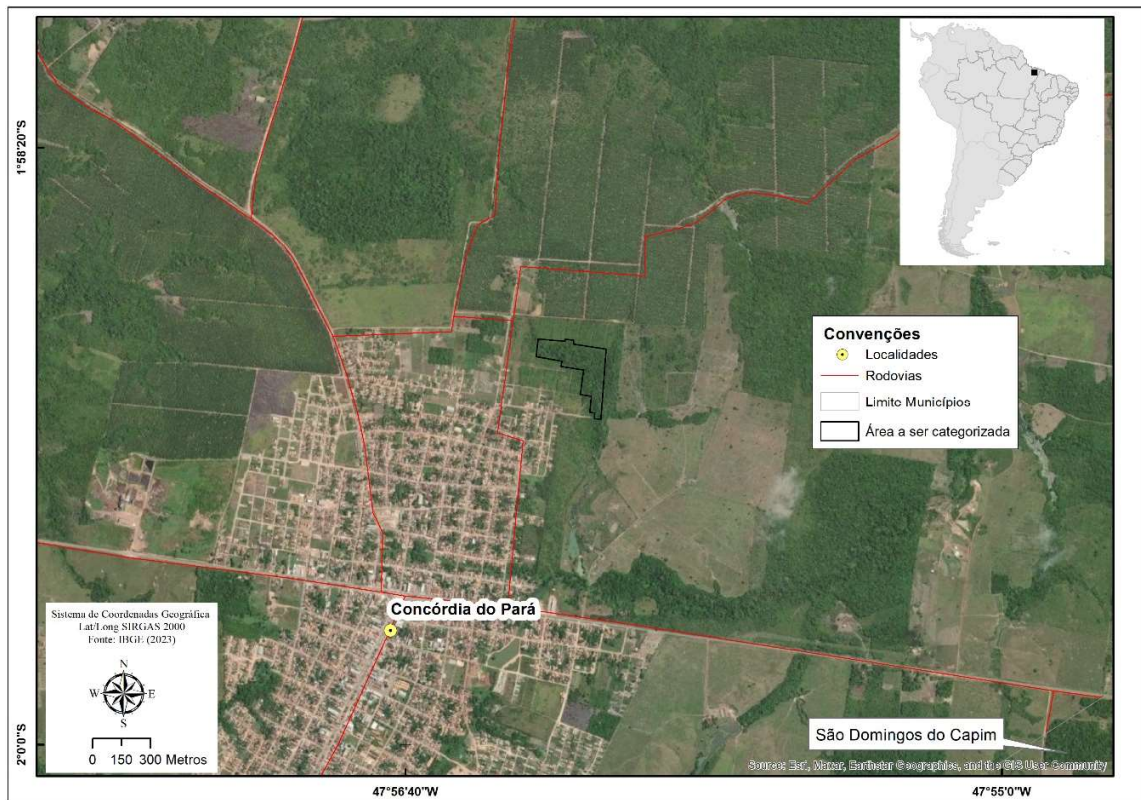 1°58'20"S
Convenções
Localidades
Rodovias
Limite Municípios
Área a ser categorizada
Concórdia do Pará
Sistema de Coordenadas Geográfica
Lat/Long SIRGAS 2000
Fonte: IBGE (2023)
N
W E
S
0 150 300 Metros
São Domingos do Capim
Source: Esri, Maxar, Earthstar Geographics, and the GIS User Community
2°0'0"S
47°56'40"W
47°55'0"W